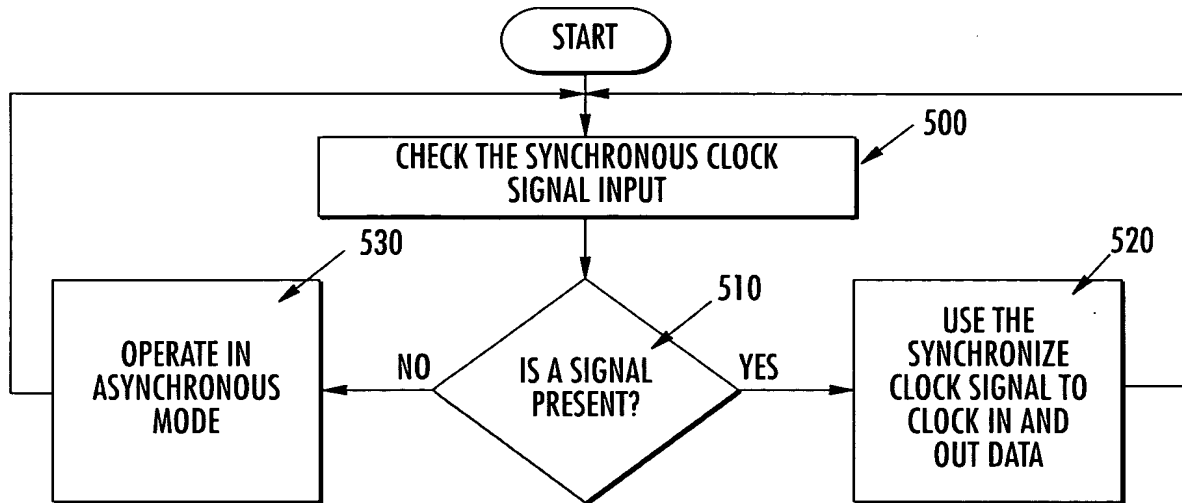 START
500
CHECK THE SYNCHRONOUS CLOCK
SIGNAL INPUT
530
510
520
OPERATE IN
ASYNCHRONOUS
MODE
NO
IS A SIGNAL
PRESENT?
YES
USE THE
SYNCHRONIZE
CLOCK SIGNAL TO
CLOCK IN AND
OUT DATA